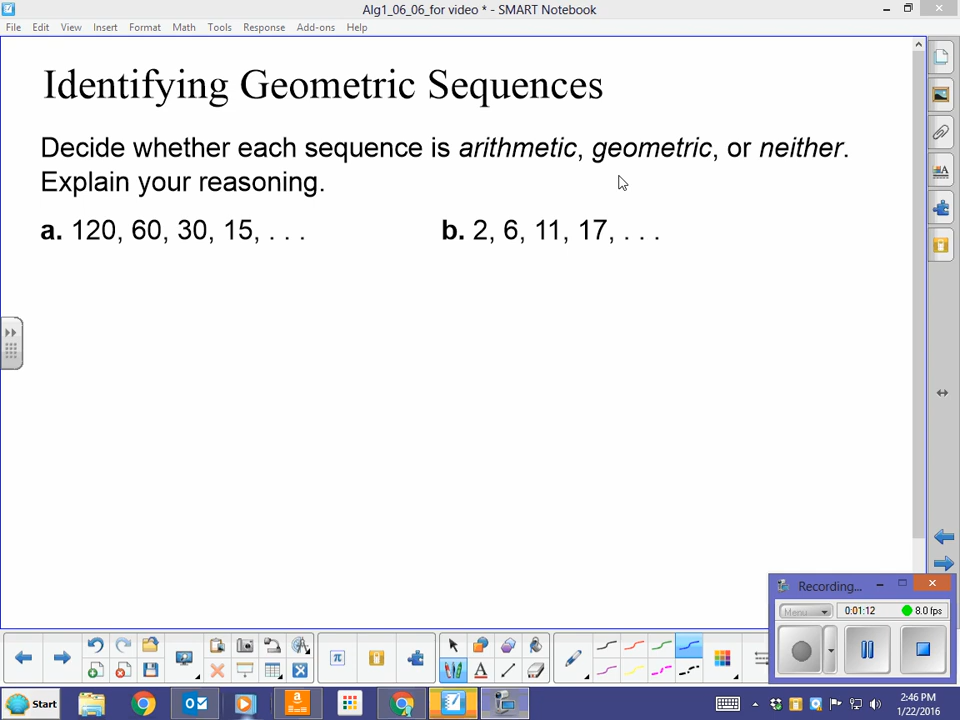 Alg1_06_06_for video * - SMART Notebook
File Edit View Insert Format Math Tools Response Add-ons Help
Identifying Geometric Sequences
Decide whether each sequence is arithmetic, geometric, or neither.
Explain your reasoning.
a. 120, 60, 30, 15, . . .
b. 2, 6, 11, 17, . . .
Recording...
Menu 0:01:12 8.0 fps
Start
2:46 PM
1/22/2016